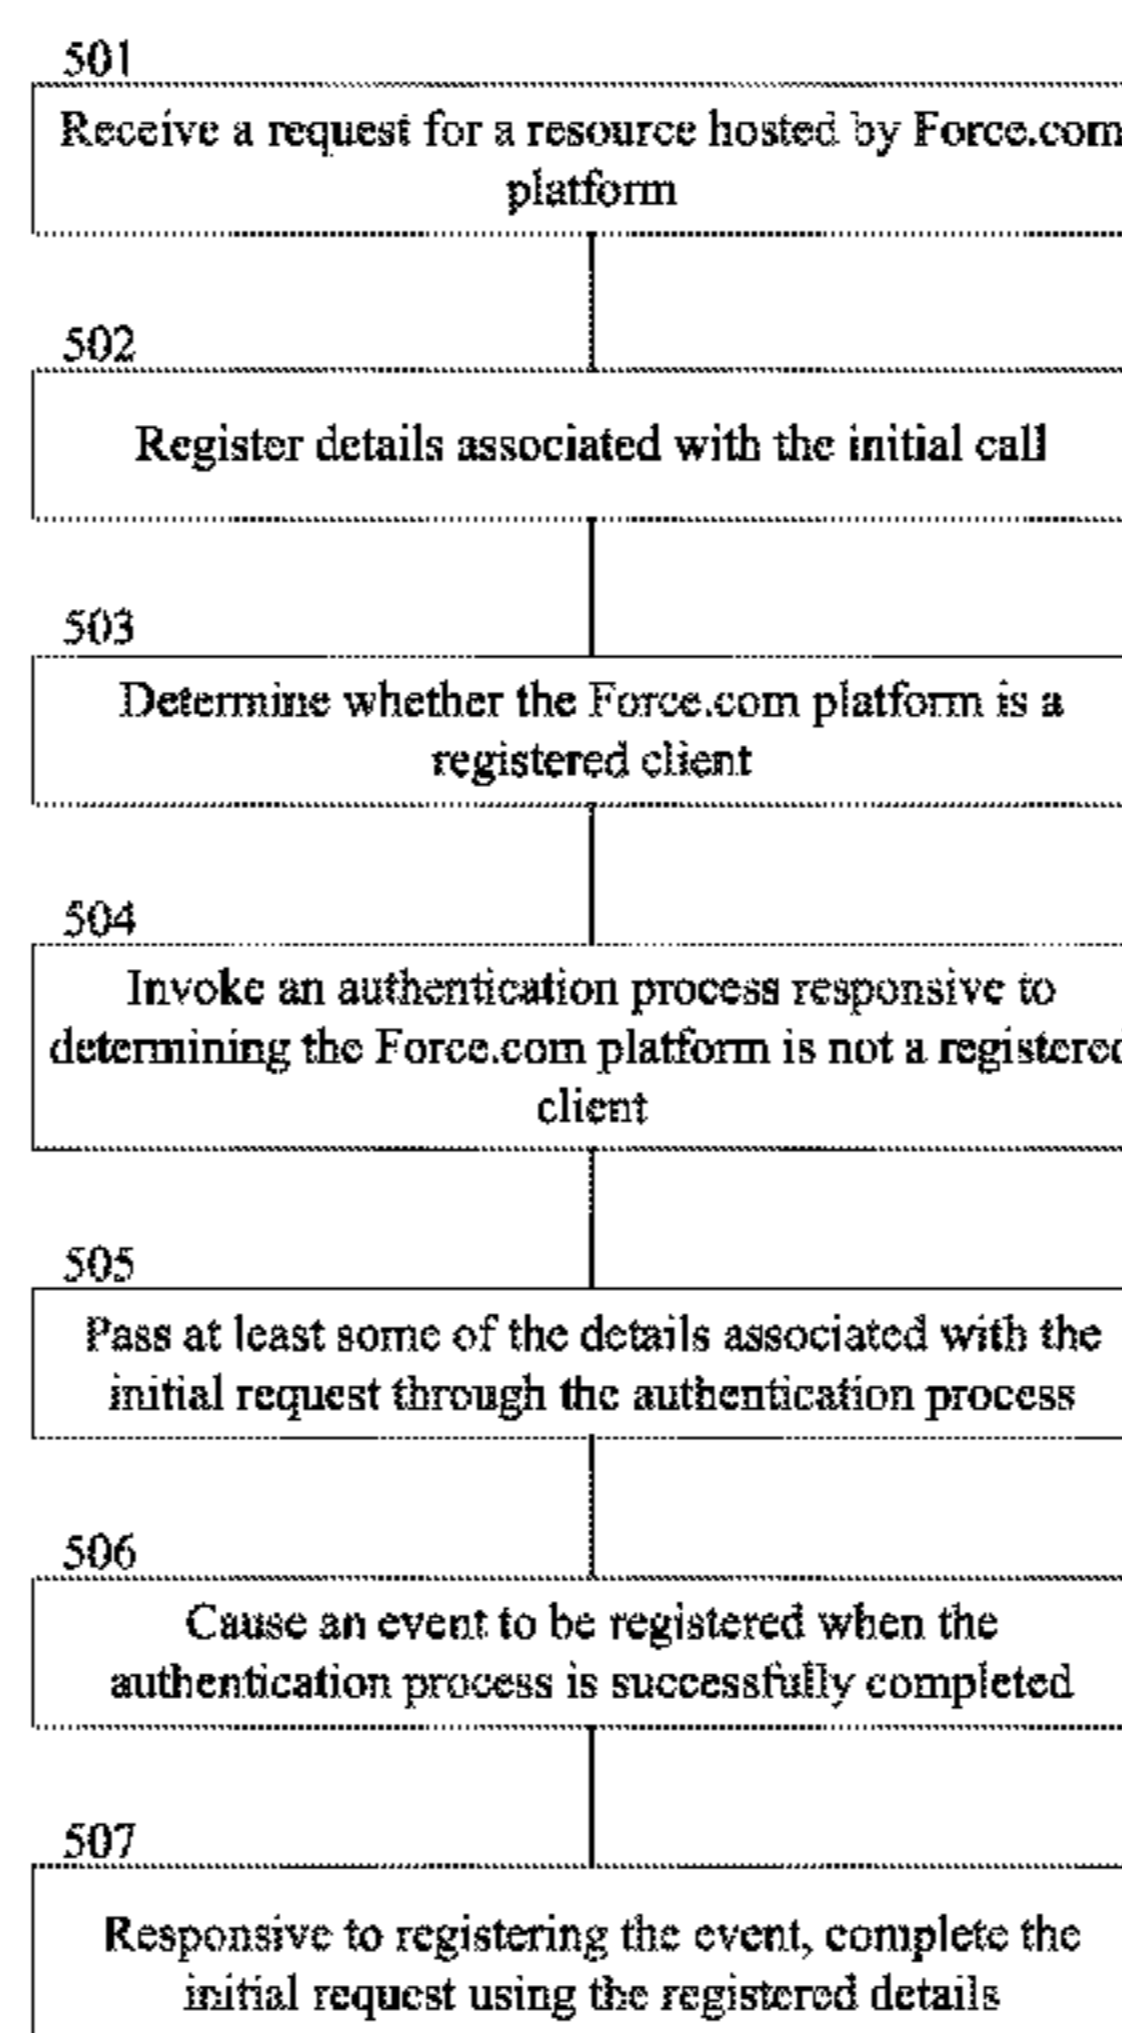 501
Receive a request for a resource hosted by Force.com
platform
502
Register details associated with the initial call
503
Determine whether the Force.com platform is a
registered client
504
Invoke an authentication process responsive to
determining the Force.com platform is not a registered
client
505
Pass at least some of the details associated with the
initial request through the authentication process
506
Cause an event to be registered when the
authentication process is successfully completed
507
Responsive to registering the event, complete the
initial request using the registered details